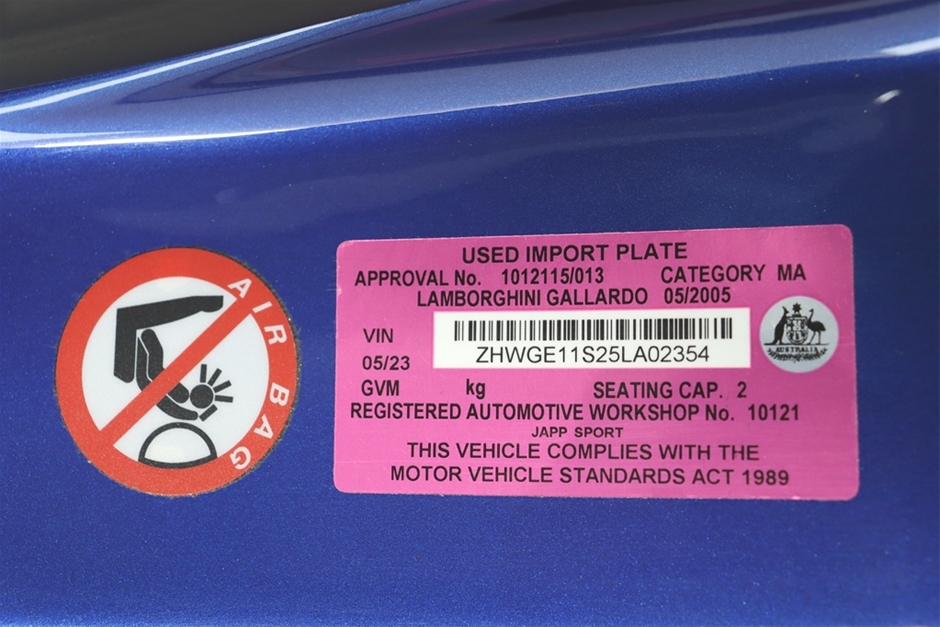 AIR BAG
USED IMPORT PLATE
APPROVAL No. 1012115/013 CATEGORY MA
LAMBORGHINI GALLARDO 05/2005
VIN
ZHWGE11S25LA02354
05/23
AUSTRALIA
GVM kg SEATING CAP. 2
REGISTERED AUTOMOTIVE WORKSHOP No. 10121
JAPP SPORT
THIS VEHICLE COMPLIES WITH THE
MOTOR VEHICLE STANDARDS ACT 1989